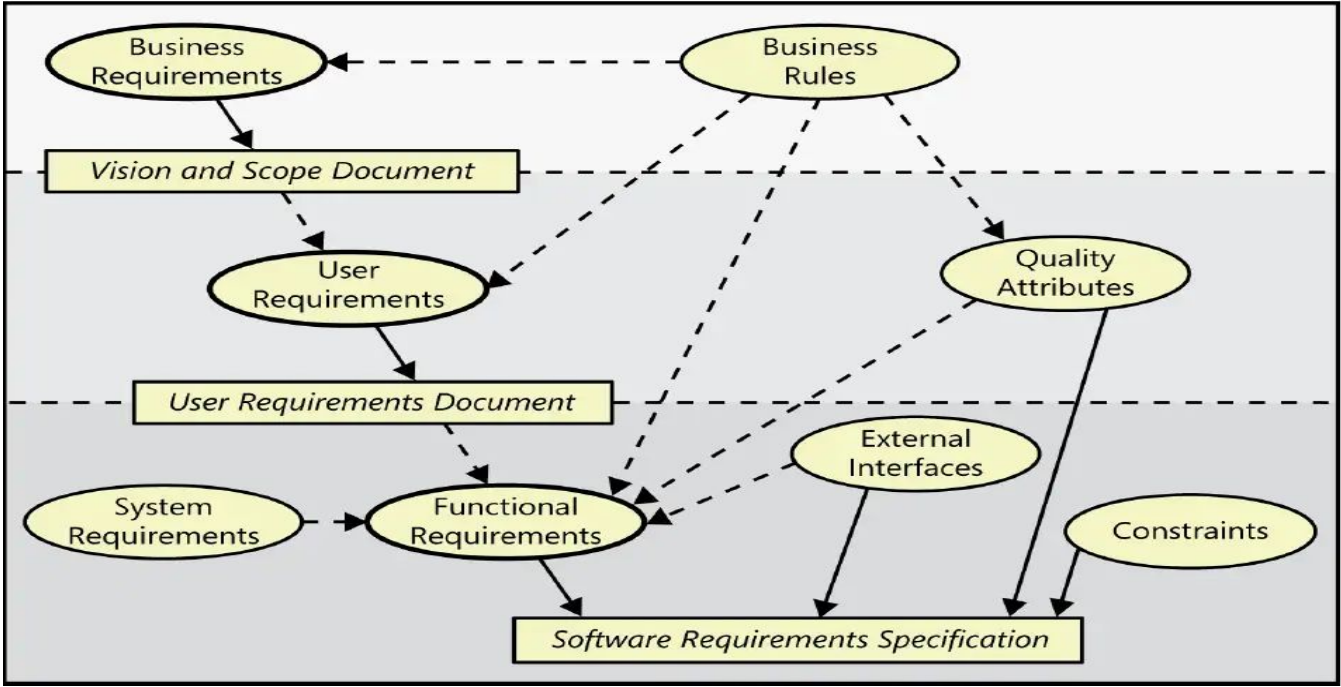 Business
Requirements
Business
Rules
Vision and Scope Document
User
Requirements
Quality
Attributes
User Requirements Document
External
Interfaces
System
Requirements
Functional
Requirements
Constraints
Software Requirements Specification